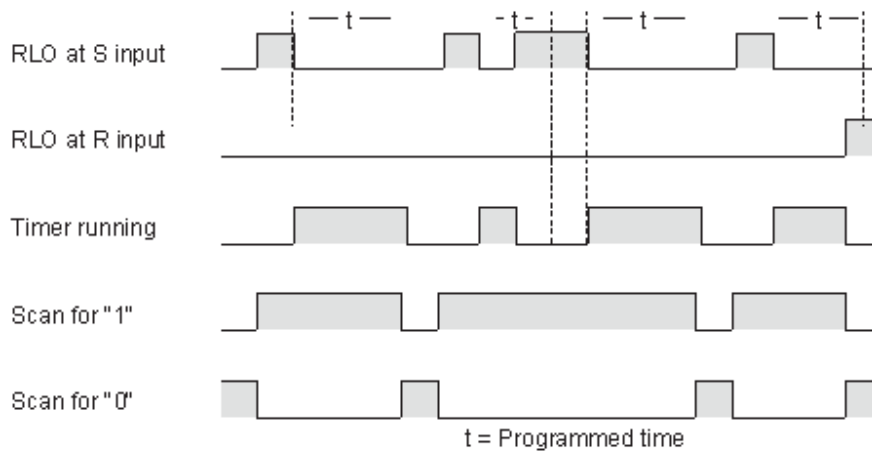 t t t t
RLO at S input
RLO at R input
Timer running
Scan for "1"
Scan for "0"
t = Programmed time